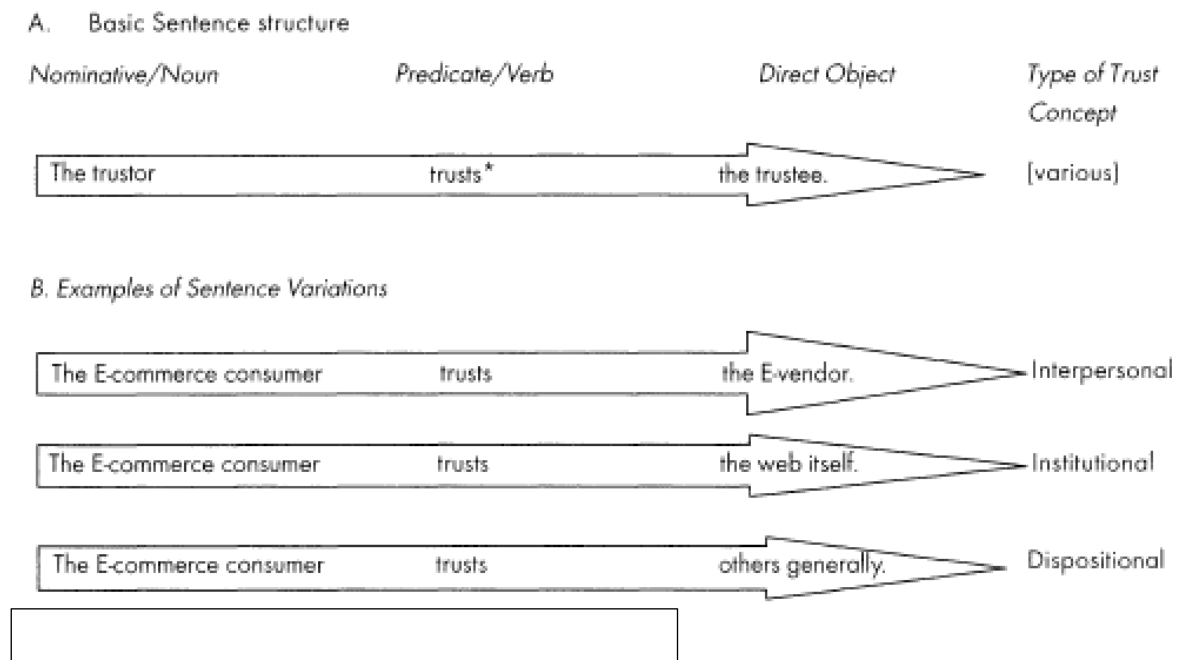 A. Basic Sentence structure
Nominative/Noun Predicate/Verb Direct Object Type of Trust
Concept
The trustor trusts* the trustee. [various]
B. Examples of Sentence Variations
The E-commerce consumer trusts the E-vendor. Interpersonal
The E-commerce consumer trusts the web itself. Institutional
The E-commerce consumer trusts others generally. Dispositional